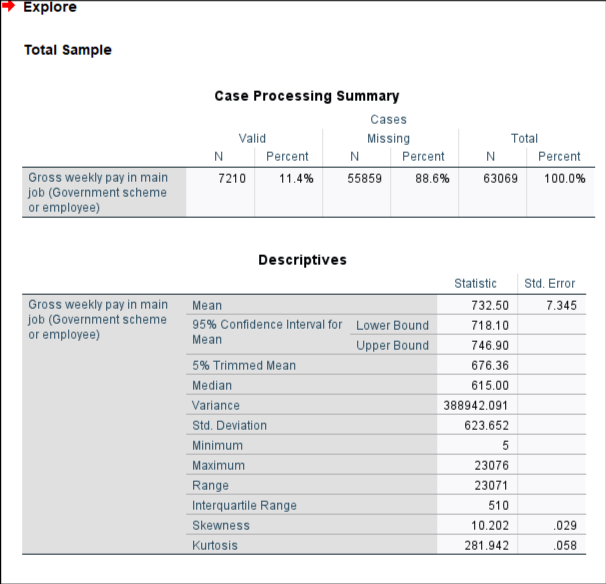 Explore
Total Sample
Case Processing Summary
Cases
Valid Missing Total
N Percent N Percent N Percent
Gross weekly pay in main 7210 11.4% 55859 88.6% 63069 100.0%
job (Government scheme
or employee)
Descriptives
Statistic Std. Error
Gross weekly pay in main Mean 732.50 7.345
job (Government scheme 95% Confidence Interval for Lower Bound 718.10
or employee) Mean Upper Bound 746.90
5% Trimmed Mean 676.36
Median 615.00
Variance 388942.091
Std. Deviation 623.652
Minimum 5
Maximum 23076
Range 23071
Interquartile Range 510
Skewness 10.202 .029
Kurtosis 281.942 .058